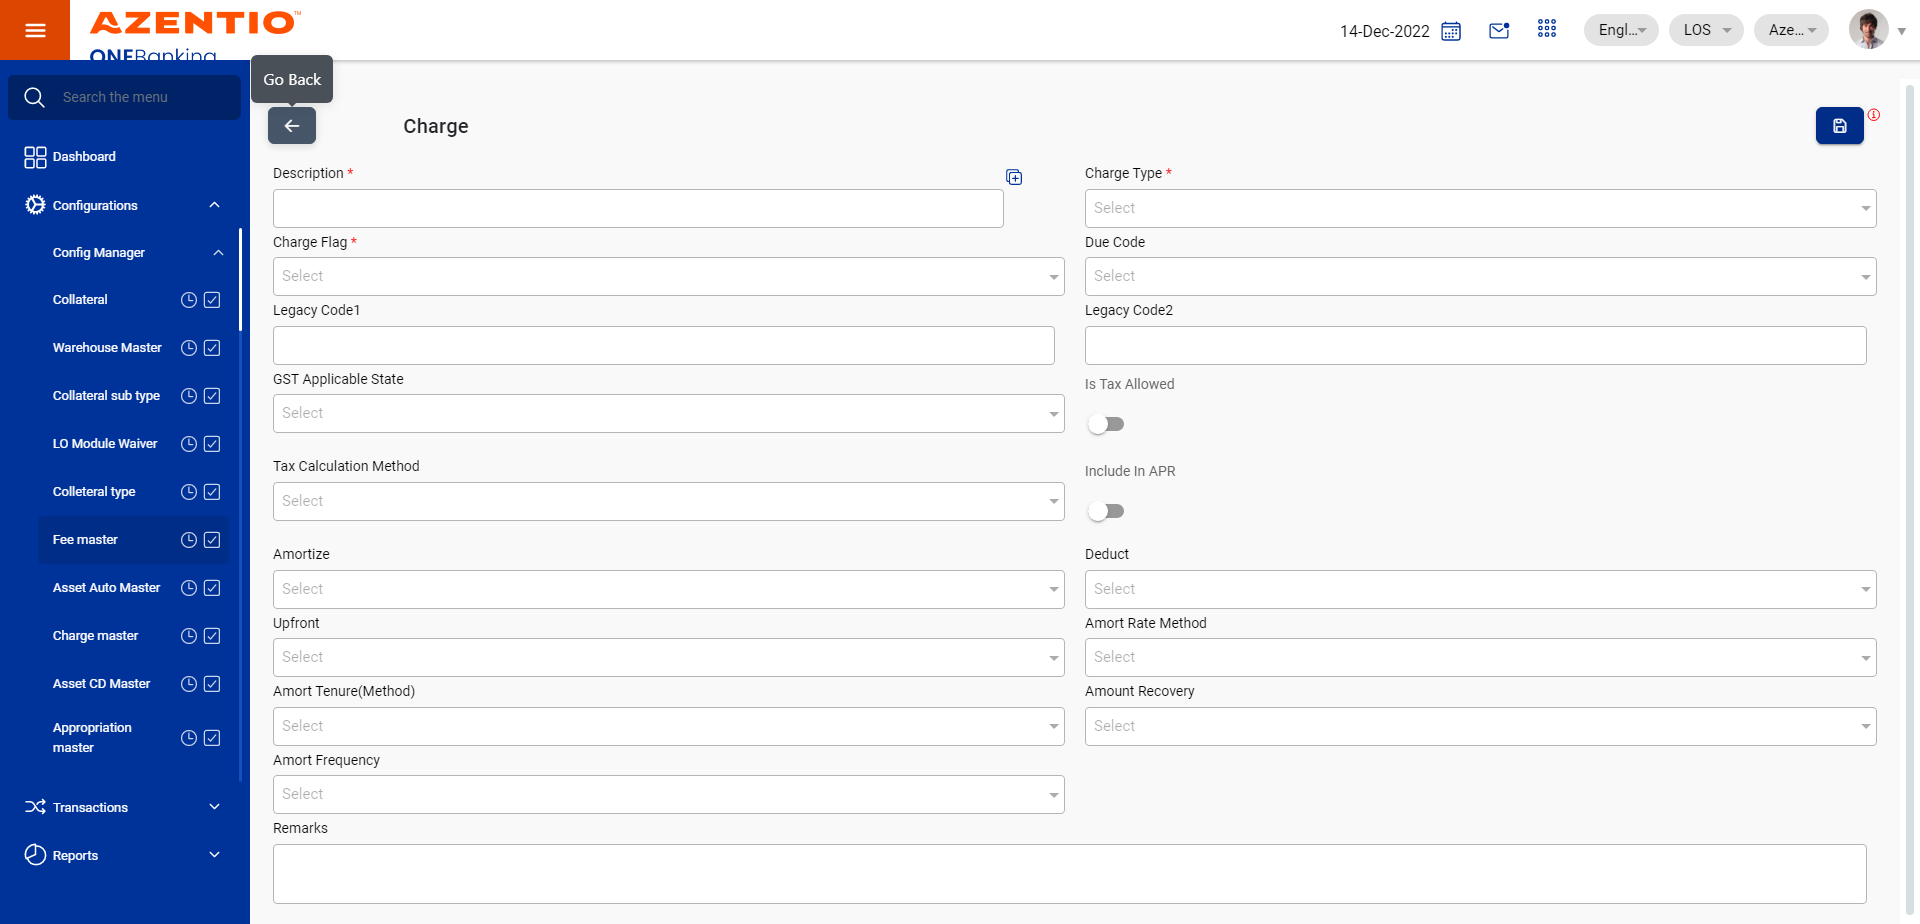 AZENTIO™
ONEBanking
14-Dec-2022
Engl...
LOS
Aze...
Go Back
Search the menu
Dashboard
Configurations
Config Manager
Collateral
Warehouse Master
Collateral sub type
LO Module Waiver
Colleteral type
Fee master
Asset Auto Master
Charge master
Asset CD Master
Appropriation
master
Transactions
Reports
Charge
Description *
Charge Type *
Select
Charge Flag *
Select
Due Code
Select
Legacy Code1
Legacy Code2
GST Applicable State
Select
Is Tax Allowed
Tax Calculation Method
Select
Include In APR
Amortize
Select
Deduct
Select
Upfront
Select
Amort Rate Method
Select
Amort Tenure(Method)
Select
Amount Recovery
Select
Amort Frequency
Select
Remarks